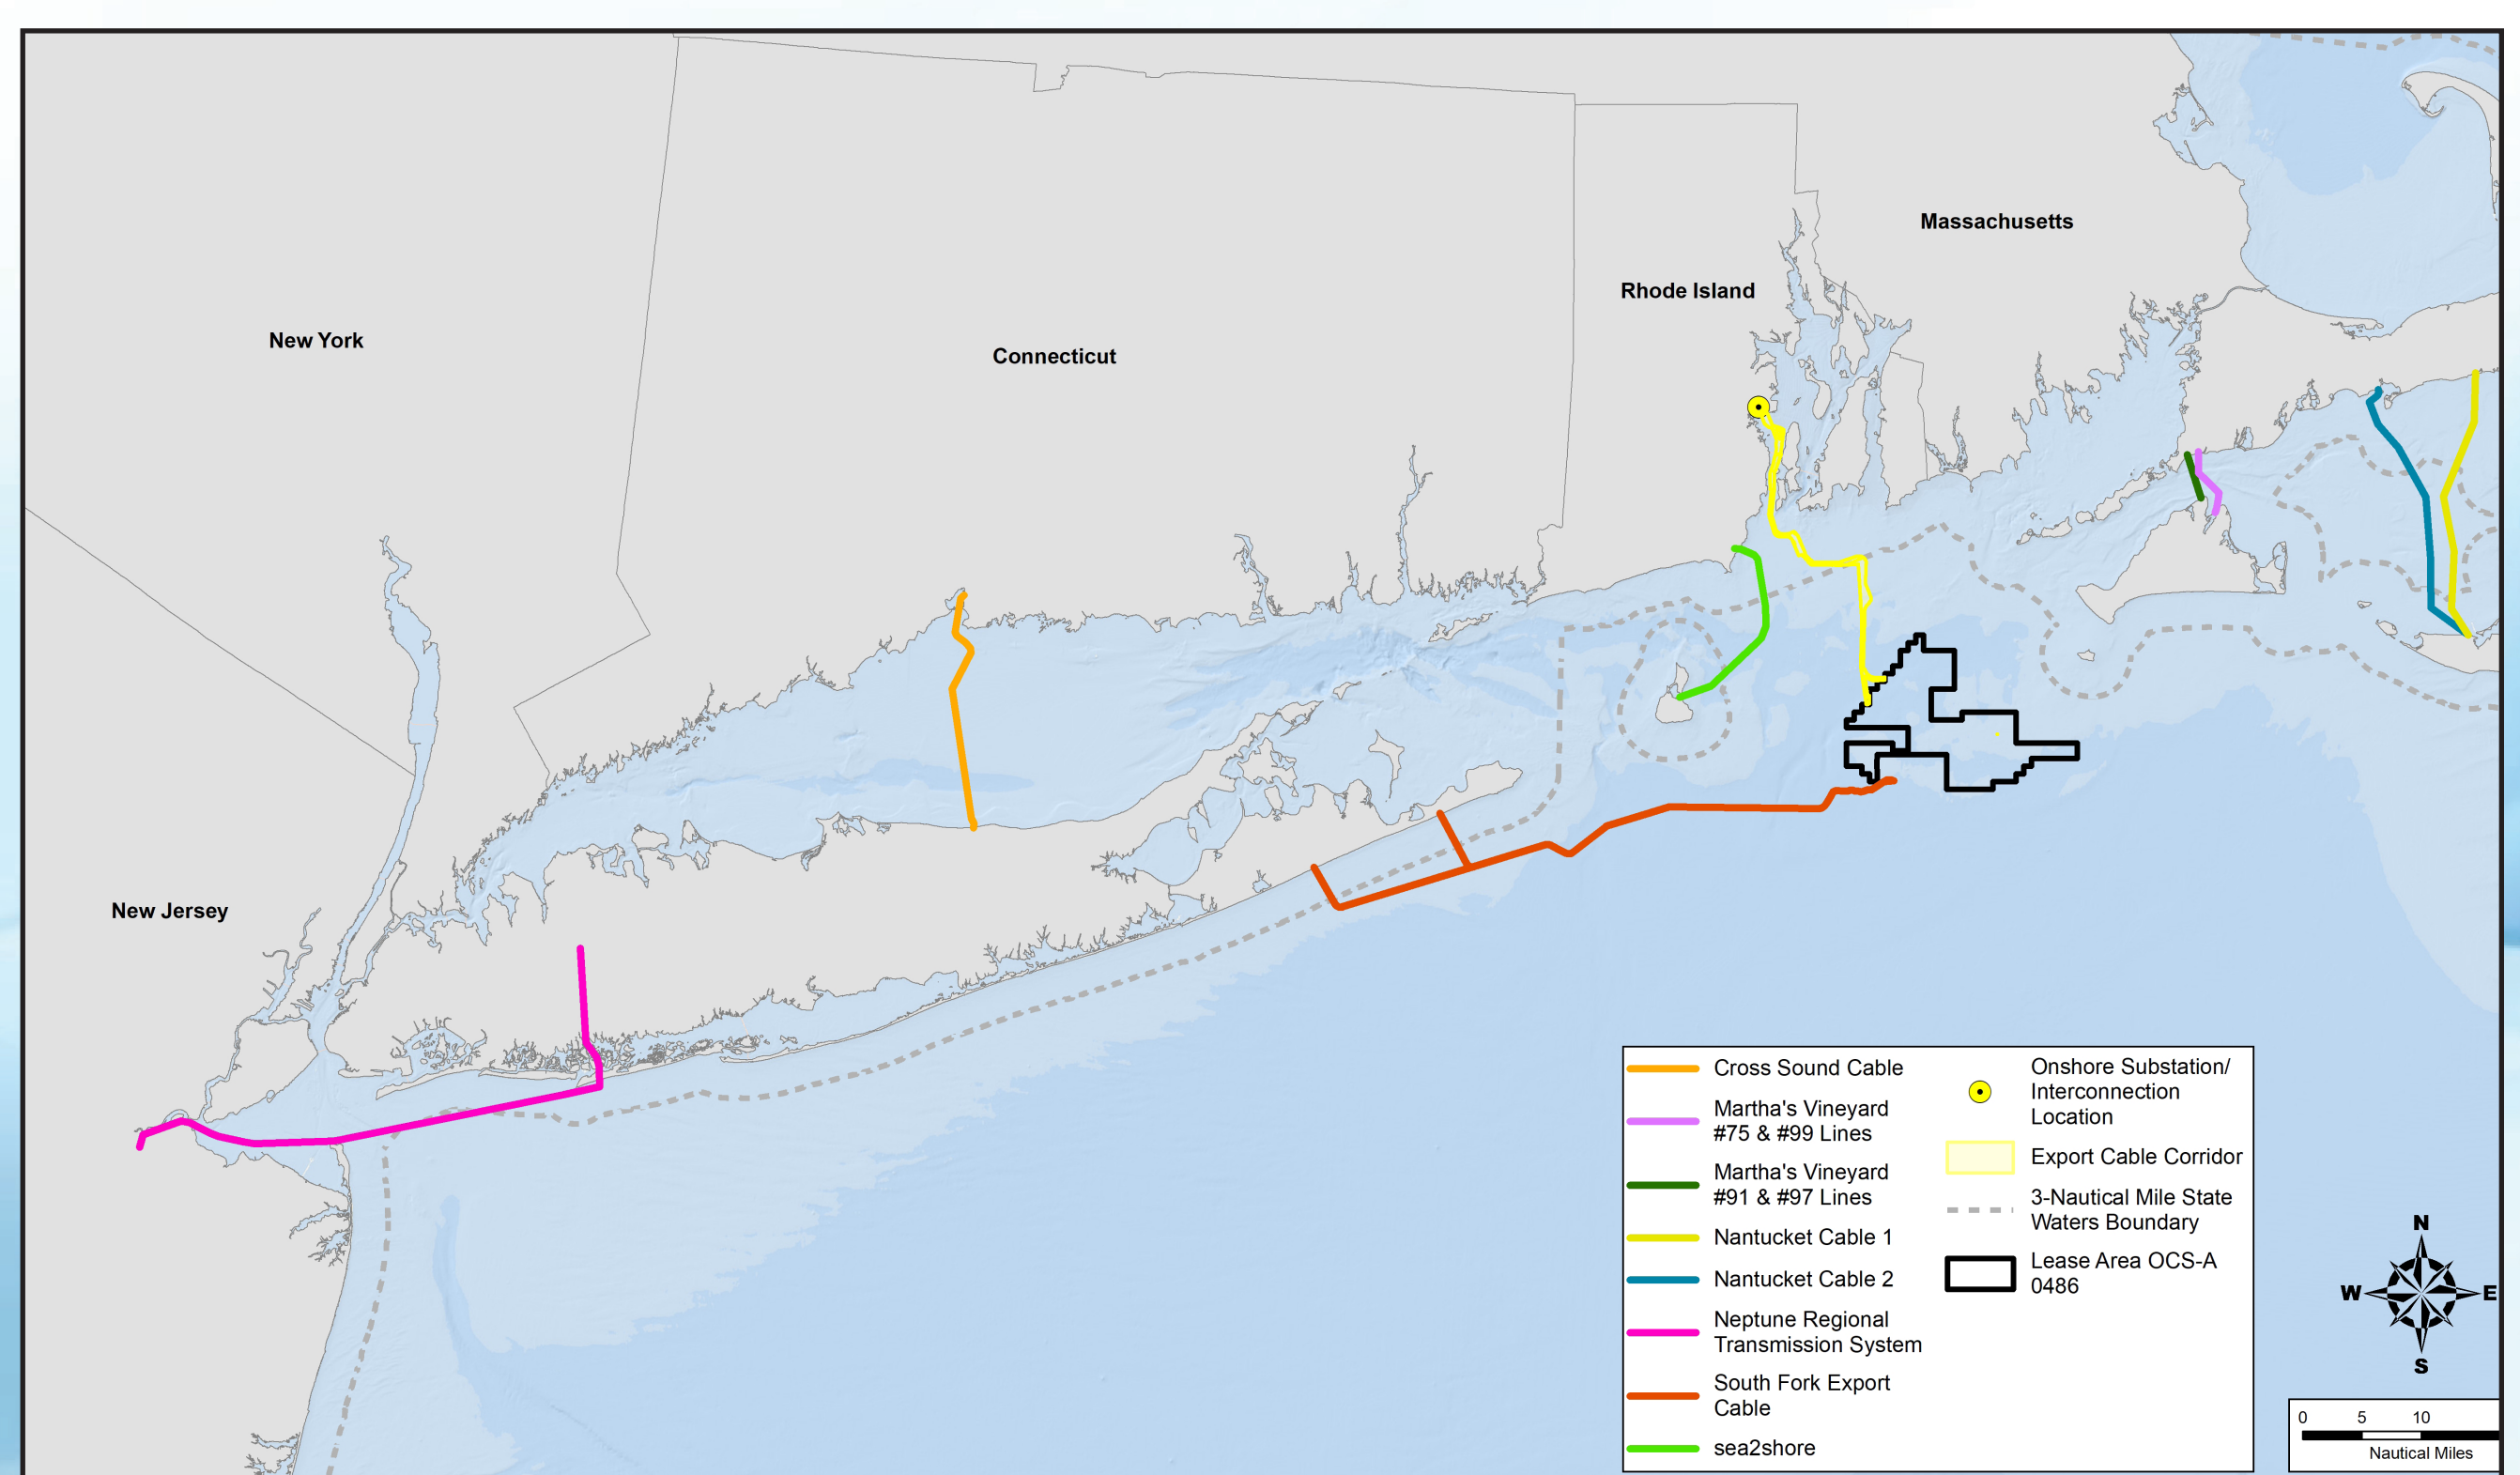 Massachusetts
Rhode Island
New York
Connecticut
New Jersey
Cross Sound Cable
Martha's Vineyard
#75 & #99 Lines
Martha's Vineyard
#91 & #97 Lines
Nantucket Cable 1
Nantucket Cable 2
Neptune Regional
Transmission System
South Fork Export
Cable
sea2shore
Onshore Substation/
Interconnection
Location
Export Cable Corridor
3-Nautical Mile State
Waters Boundary
Lease Area OCS-A
0486
N
W E
S
0 5 10
Nautical Miles